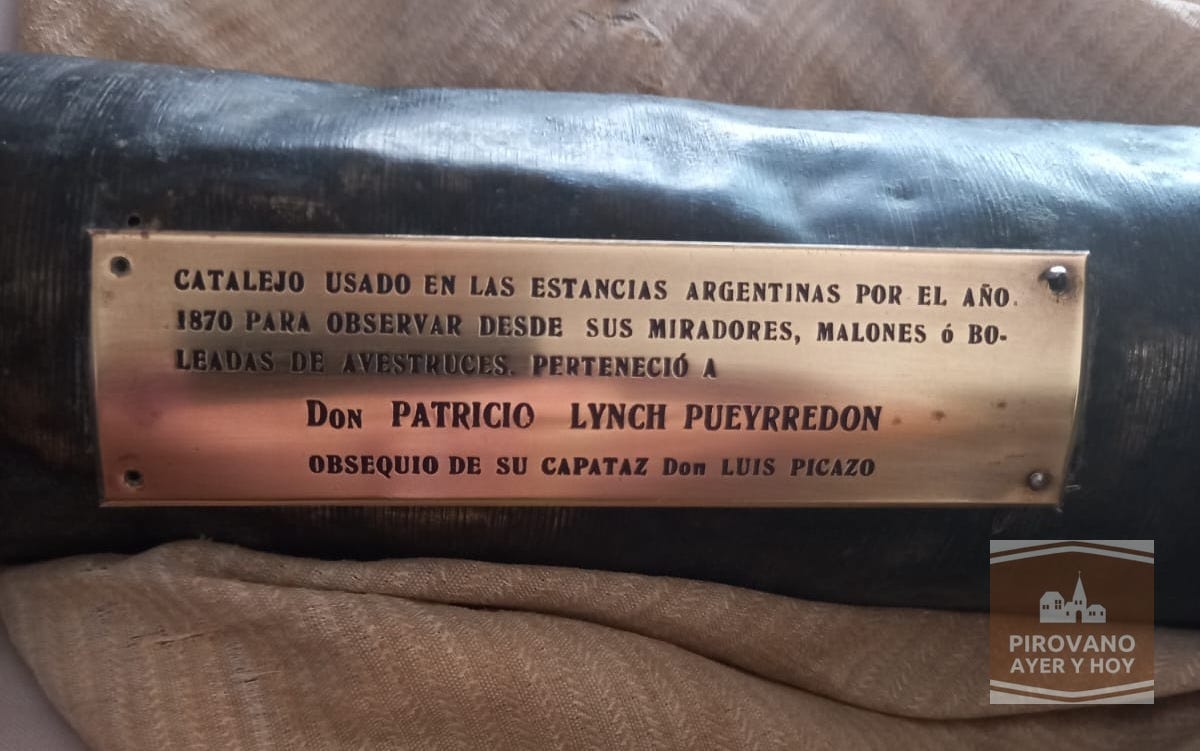 CATALEJO USADO EN LAS ESTANCIAS ARGENTINAS POR EL AÑO.
1870 PARA OBSERVAR DESDE SUS MIRADORES, MALONES ó BO-
LEADAS DE AVESTRUCES. PERTENECIÓ A
Don PATRICIO LYNCH PUEYRREDON
OBSEQUIO DE SU CAPATAZ Don LUIS PICAZO
PIROVANO
AYER Y HOY